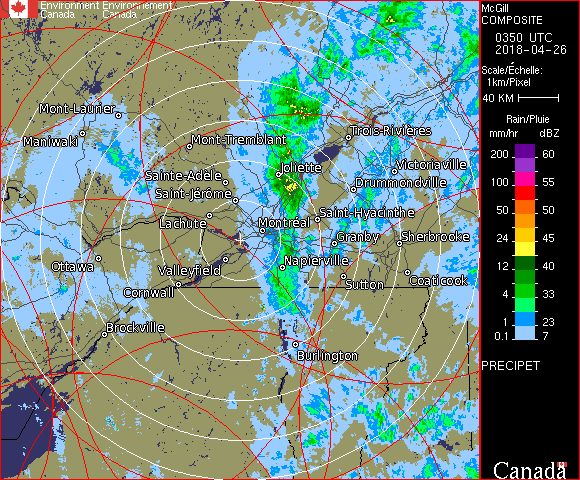 Environment Environnement
Canada Canada
McGill
COMPOSITE
0350 UTC
2018-04-26
Scale/Échelle:
1km/Pixel
40 KM
Rain/Pluie
mm/hr dBZ
200 60
100 55
50 50
24 45
12 40
4 33
1 23
0.1 7
PRECIPET
Canada
Mont-Laurier
Maniwaki
Mont-Tremblant
Trois-Rivières
Victoriaville
Joliette
Sainte-Adèle
Drummondville
Saint-Jérôme
Saint-Hyacinthe
Lachute
Montréal
Granby
Sherbrooke
Ottawa
Valleyfield
Napierville
Cornwall
Sutton
Coaticook
Brockville
Burlington